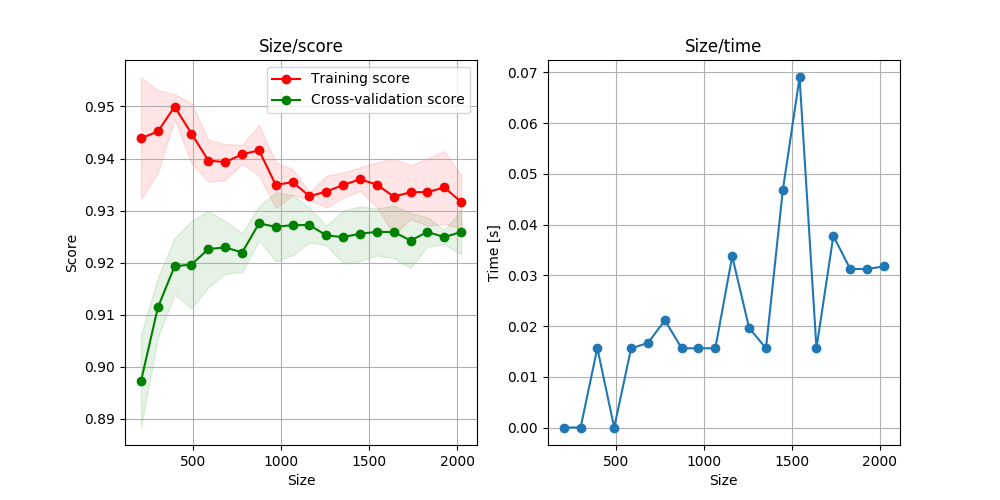 Size/score
Training score
Cross-validation score
Score
0.95
0.94
0.93
0.92
0.91
0.90
0.89
500
1000
1500
2000
Size
Size/time
Time [s]
0.07
0.06
0.05
0.04
0.03
0.02
0.01
0.00
500
1000
1500
2000
Size